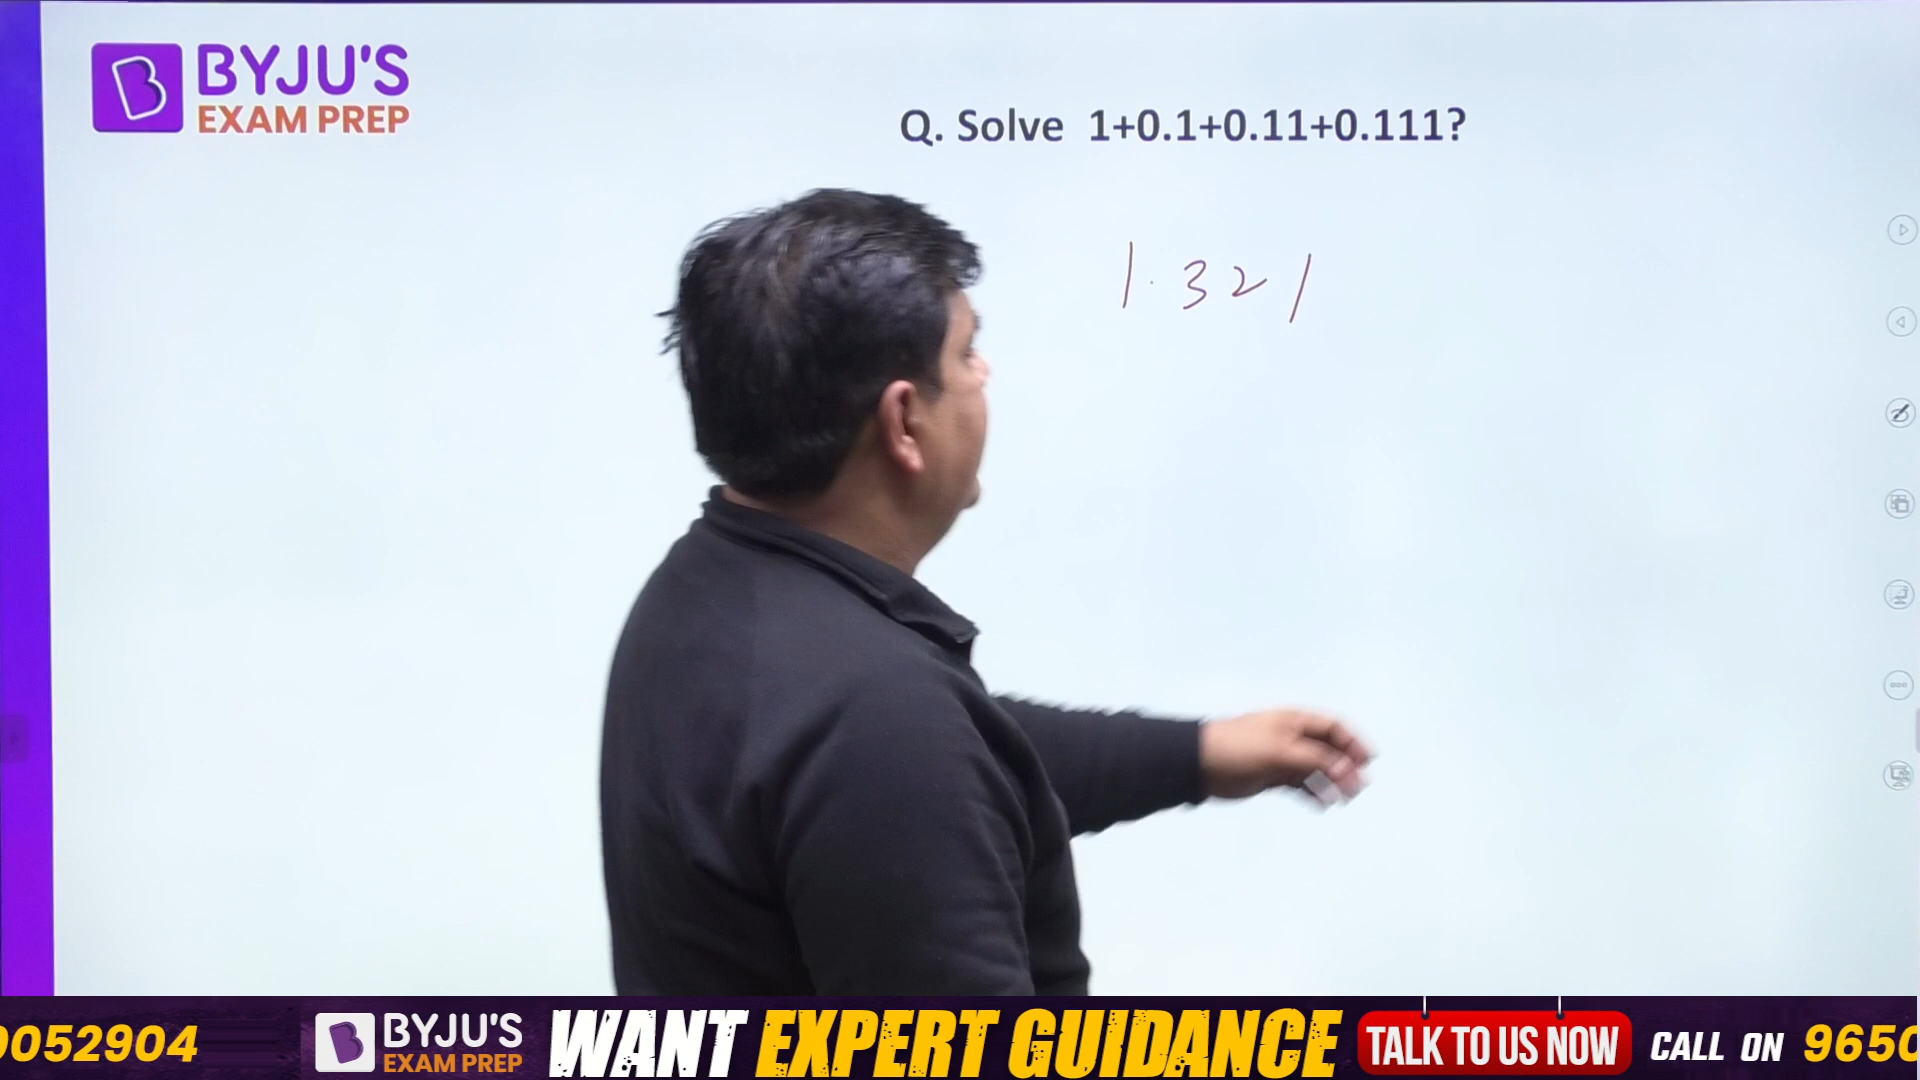 BYJU'S
EXAM PREP
Q. Solve 1+0.1+0.11+0.111?
1.321
0052904
BYJU'S
EXAM PREP
WANT EXPERT GUIDANCE
TALK TO US NOW
CALL ON 9650